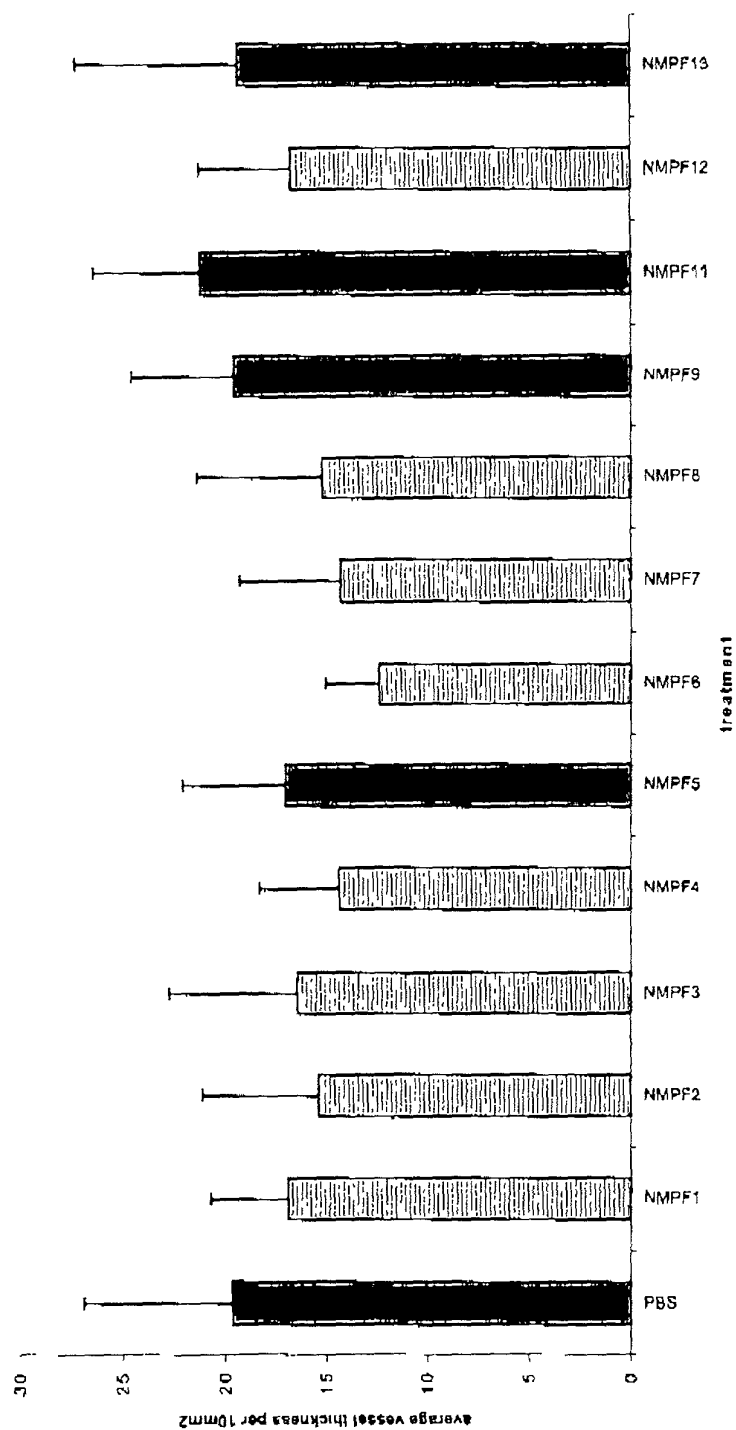 average vessel thickness per 10mm2
30
25
20
15
10
5
0
PBS
NMPF1
NMPF2
NMPF3
NMPF4
NMPF5
NMPF6
NMPF7
NMPF8
NMPF9
NMPF11
NMPF12
NMPF13
treatment